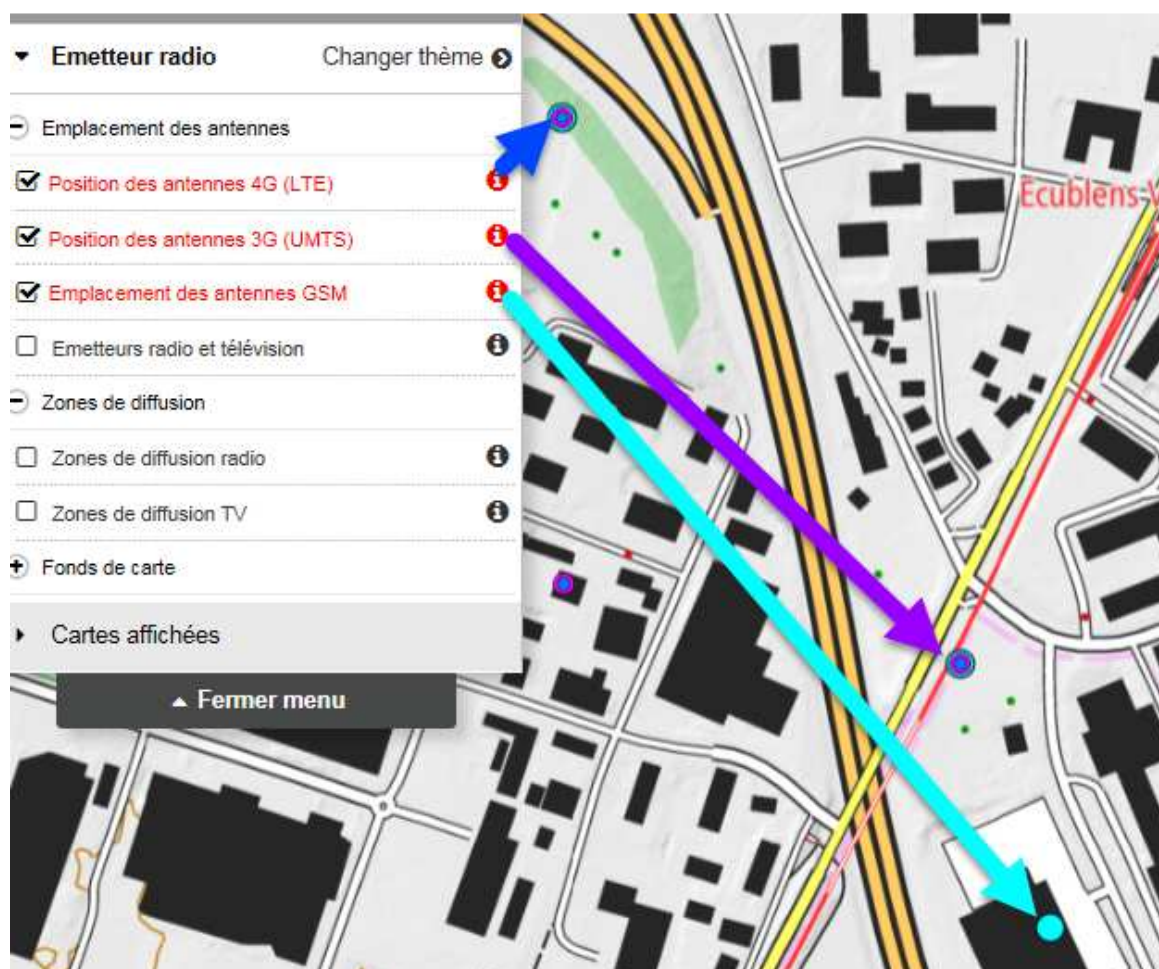 Emetteur radio Changer thème
Emplacement des antennes
Position des antennes 4G (LTE)
Position des antennes 3G (UMTS)
Emplacement des antennes GSM
Emetteurs radio et télévision
Zones de diffusion
Zones de diffusion radio
Zones de diffusion TV
Fonds de carte
Cartes affichées
Fermer menu
Ecublens V